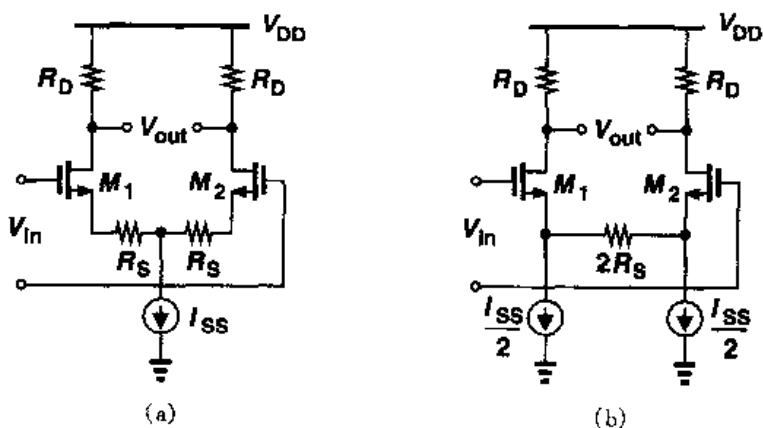 V_DD
R_D R_D
V_out
M_1 M_2
V_in
R_S R_S
I_SS
(a)
V_DD
R_D R_D
V_out
M_1 M_2
V_in
2R_S
I_SS/2 I_SS/2
(b)